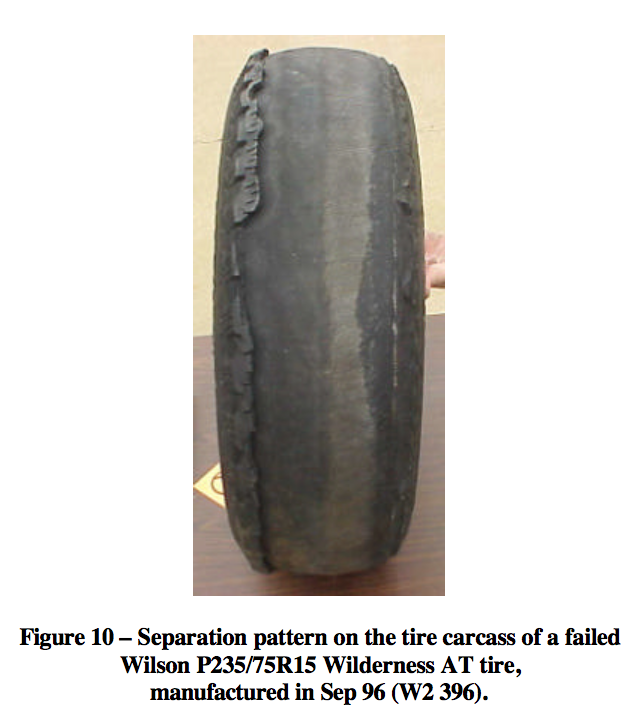 Figure 10 – Separation pattern on the tire carcass of a failed
Wilson P235/75R15 Wilderness AT tire,
manufactured in Sep 96 (W2 396).